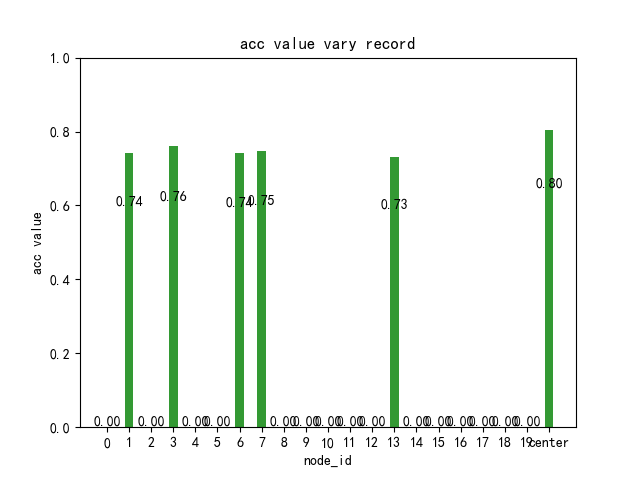 acc value vary record
1.0
0.8
0.6
0.4
0.2
0.0
acc value
0.00 0.74 0.00 0.76 0.00 0.00 0.74 0.75 0.00 0.00 0.00 0.00 0.00 0.73 0.00 0.00 0.00 0.00 0.00 0.00 0.80
0 1 2 3 4 5 6 7 8 9 10 11 12 13 14 15 16 17 18 19 center
node_id